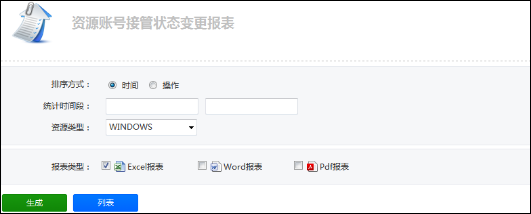 资源账号接管状态变更报表
排序方式： 时间 操作
统计时间段：
资源类型： WINDOWS
报表类型： Excel报表 Word报表 Pdf报表
生成 列表